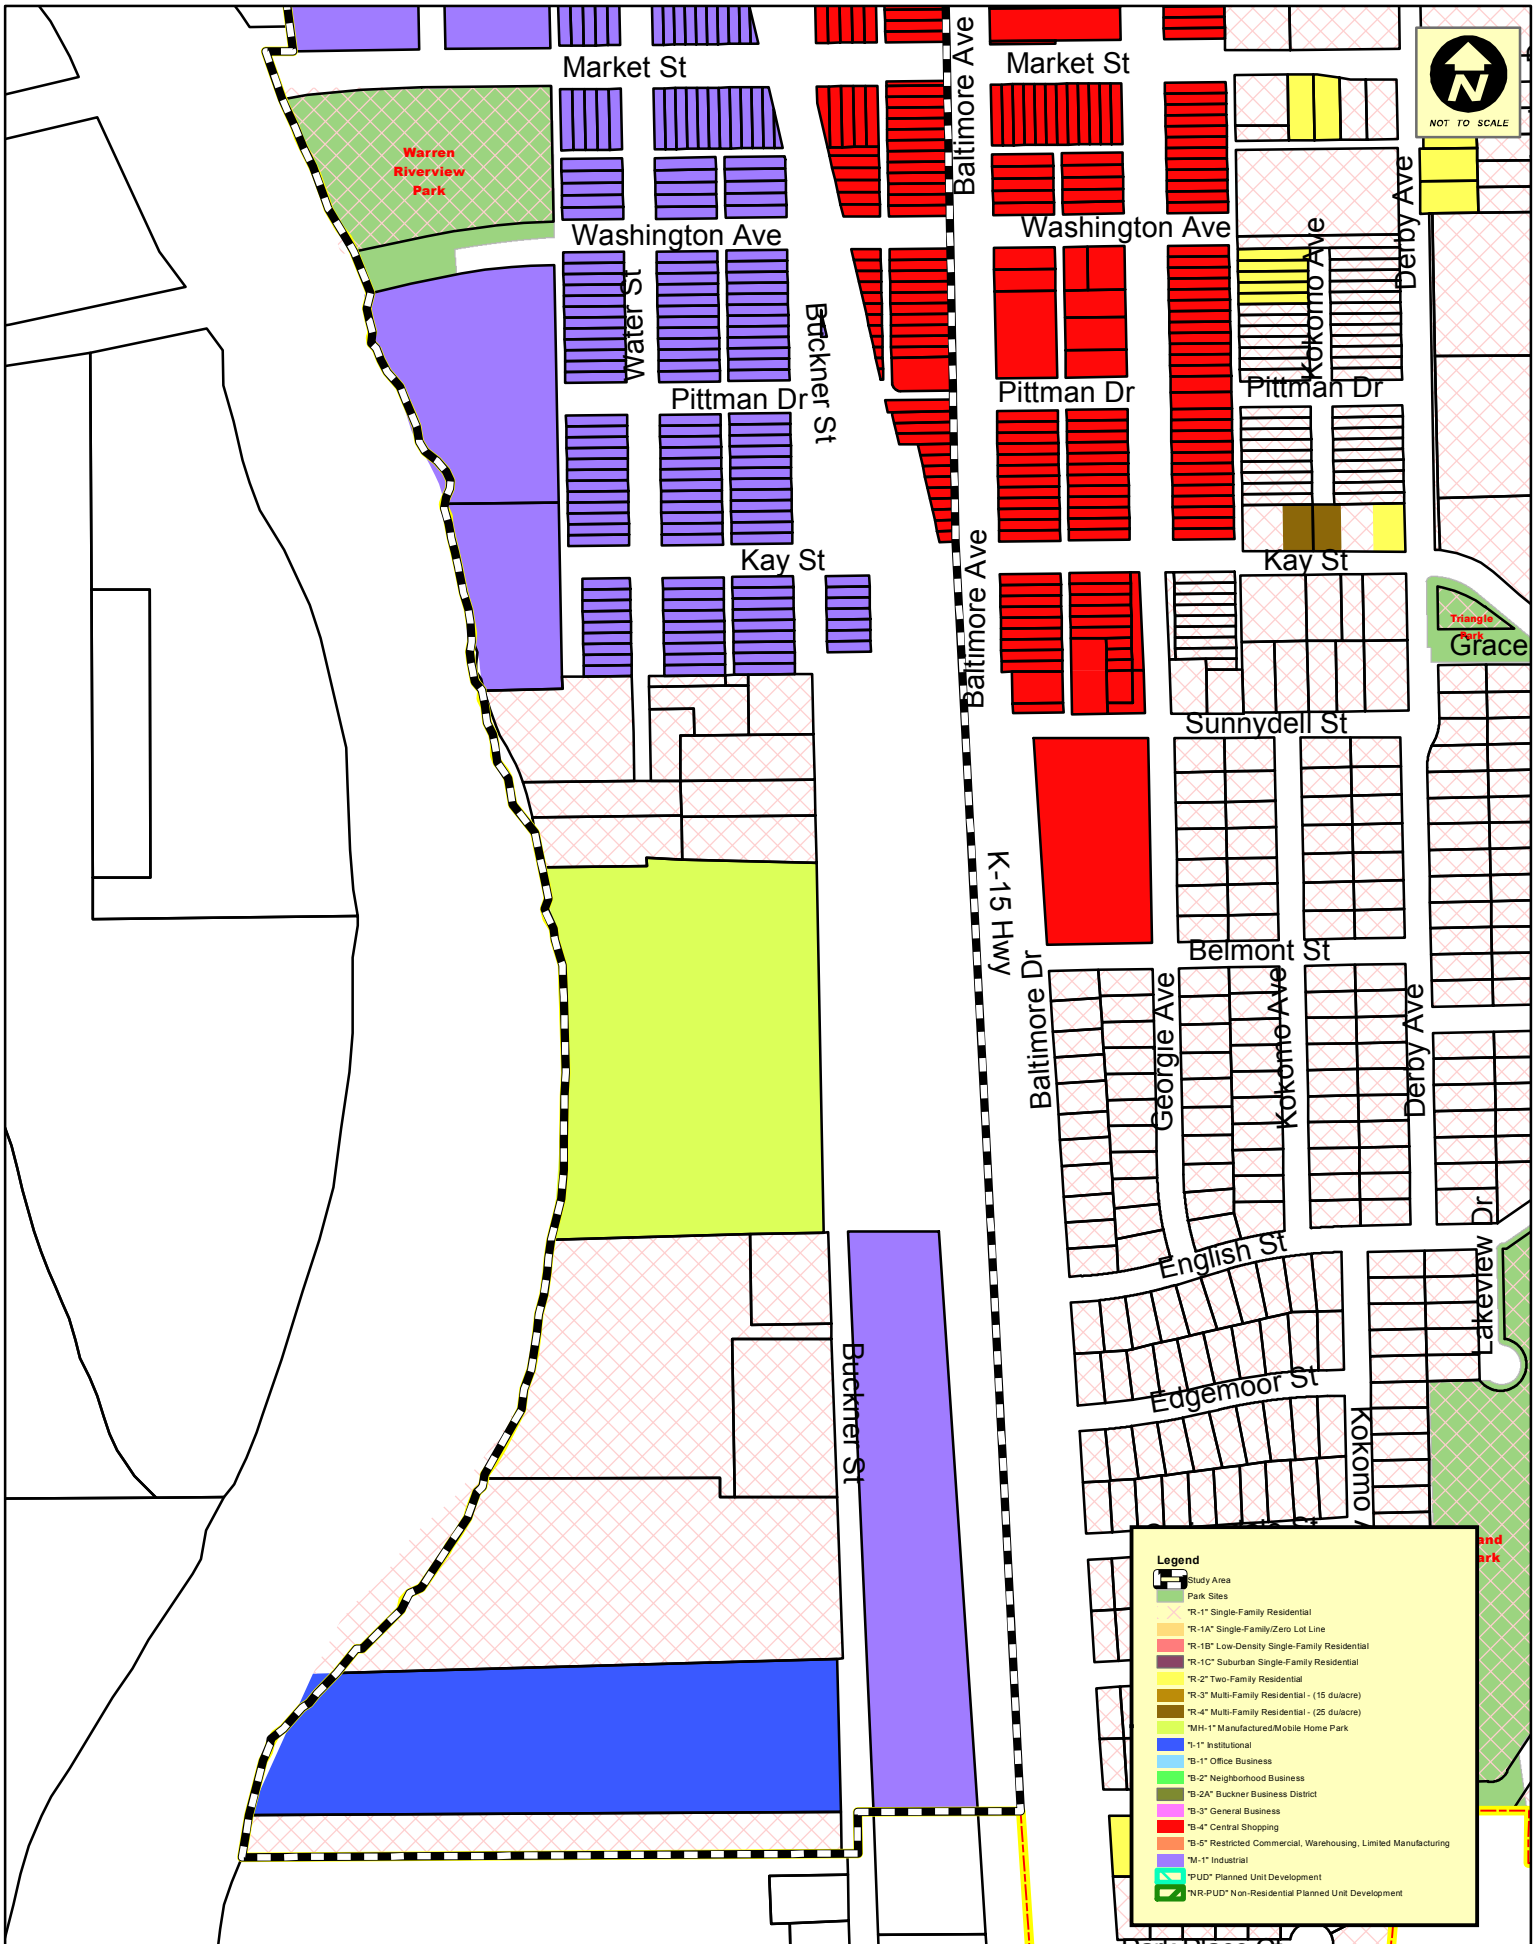 Market St
Market St
Baltimore Ave
N
NOT TO SCALE
Warren
Riverview
Park
Derby Ave
Washington Ave
Washington Ave
Water St
Buckner St
Kokomo Ave
Pittman Dr
Pittman Dr
Pittman Dr
Kay St
Kay St
Baltimore Ave
Triangle
Park
Grace
Sunnydell St
K-15 Hwy
Belmont St
Baltimore Dr
Georgie Ave
Kokomo Ave
Derby Ave
English St
Lakeview Dr
Buckner St
Edgemoor St
Kokomo
and
ark
Legend
Study Area
Park Sites
"R-1" Single-Family Residential
"R-1A" Single-Family/Zero Lot Line
"R-1B" Low-Density Single-Family Residential
"R-1C" Suburban Single-Family Residential
"R-2" Two-Family Residential
"R-3" Multi-Family Residential - (15 du/acre)
"R-4" Multi-Family Residential - (25 du/acre)
"MH-1" Manufactured/Mobile Home Park
"I-1" Institutional
"B-1" Office Business
"B-2" Neighborhood Business
"B-2A" Buckner Business District
"B-3" General Business
"B-4" Central Shopping
"B-5" Restricted Commercial, Warehousing, Limited Manufacturing
"M-1" Industrial
"PUD" Planned Unit Development
"NR-PUD" Non-Residential Planned Unit Development